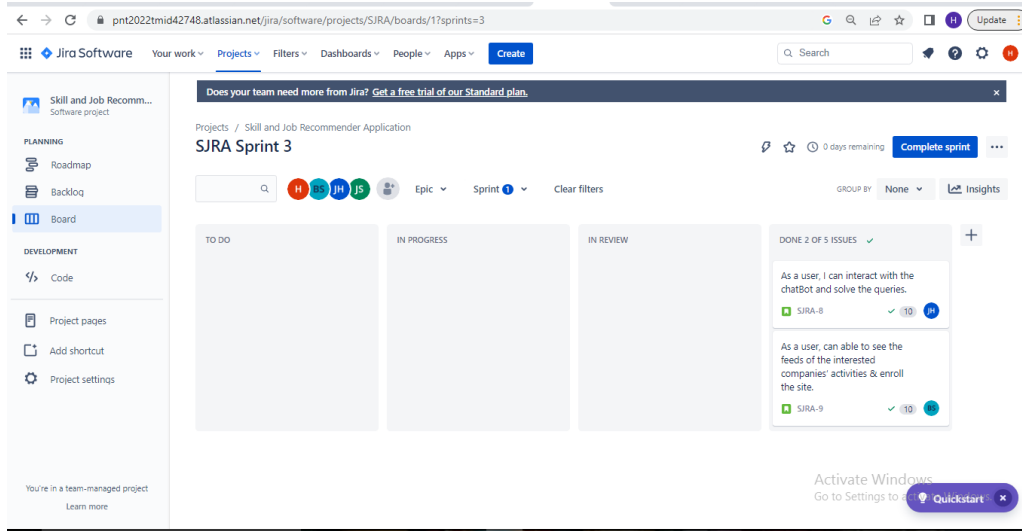 pnt2022tmid42748.atlassian.net/jira/software/projects/SJRA/boards/1?sprints=3
H
Update
Jira Software
Your work
Projects
Filters
Dashboards
People
Apps
Create
Search
H
Skill and Job Recomm...
Software project
PLANNING
Roadmap
Backlog
Board
DEVELOPMENT
Code
Project pages
Add shortcut
Project settings
You're in a team-managed project
Learn more
Does your team need more from Jira? Get a free trial of our Standard plan.
Projects / Skill and Job Recommender Application
SJRA Sprint 3
0 days remaining
Complete sprint
H BS JH JS
Epic
Sprint 1
Clear filters
GROUP BY None
Insights
TO DO
IN PROGRESS
IN REVIEW
DONE 2 OF 5 ISSUES
As a user, I can interact with the
chatBot and solve the queries.
SJRA-8 10 JH
As a user, can able to see the
feeds of the interested
companies' activities & enroll
the site.
SJRA-9 10 BS
Activate Windows
Go to Settings to
Quickstart